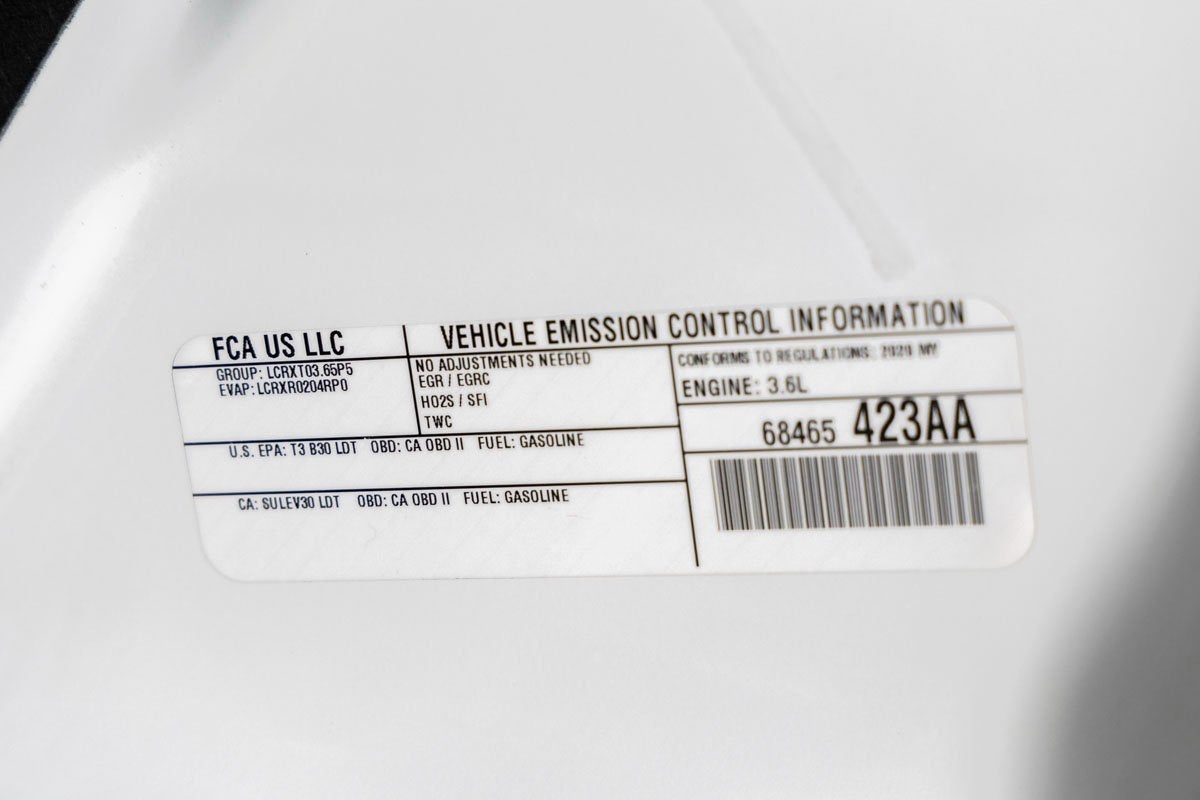 FCA US LLC
VEHICLE EMISSION CONTROL INFORMATION
GROUP: LCRXT03.65P5
EVAP: LCRXR0204RP0
NO ADJUSTMENTS NEEDED
EGR / EGRC
HO2S / SFI
TWC
CONFORMS TO REGULATIONS: 2020 MY
ENGINE: 3.6L
68465 423AA
U.S. EPA: T3 B30 LDT OBD: CA OBD II FUEL: GASOLINE
CA: SULEV30 LDT OBD: CA OBD II FUEL: GASOLINE